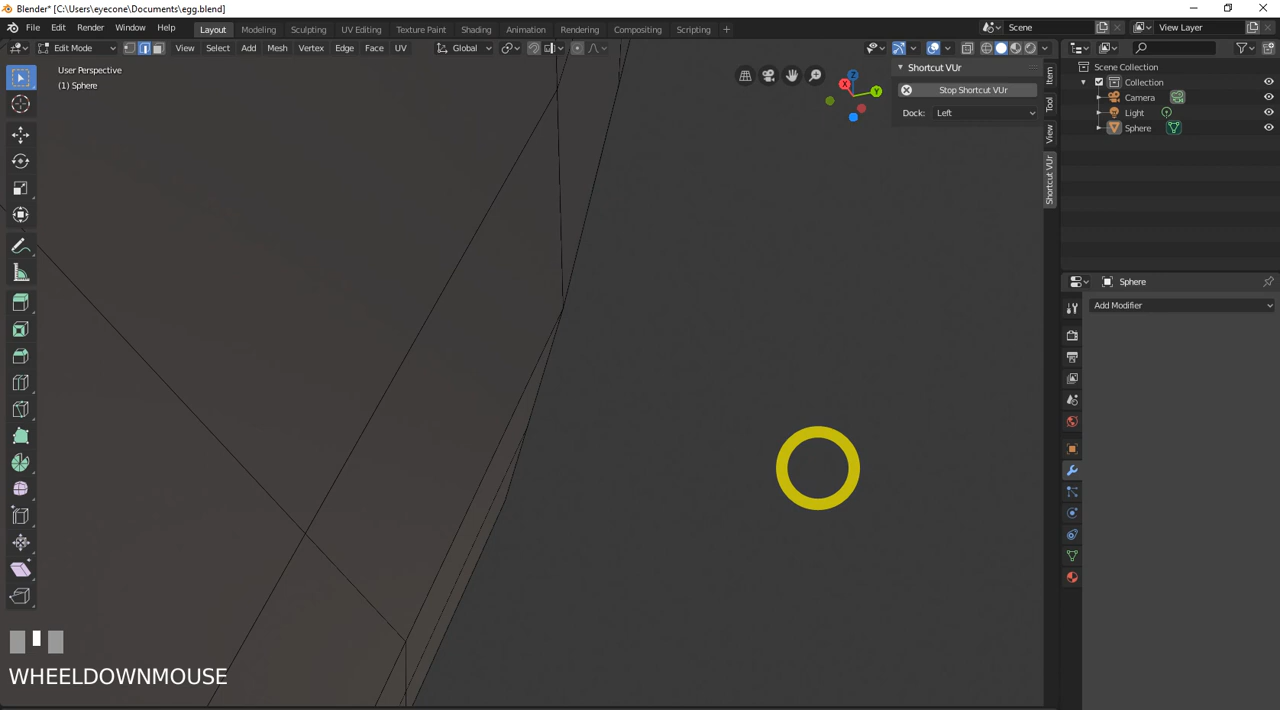 Blender* [C:\Users\eyecone\Documents\egg.blend]
File Edit Render Window Help Layout Modeling Sculpting UV Editing Texture Paint Shading Animation Rendering Compositing Scripting + Scene View Layer
Edit Mode View Select Add Mesh Vertex Edge Face UV Global
User Perspective
(1) Sphere
X Y Z
Shortcut VUr
Stop Shortcut VUr
Dock: Left
Item
Tool
View
Shortcut VUr
Scene Collection
Collection
Camera
Light
Sphere
Sphere
Add Modifier
WHEELDOWNMOUSE